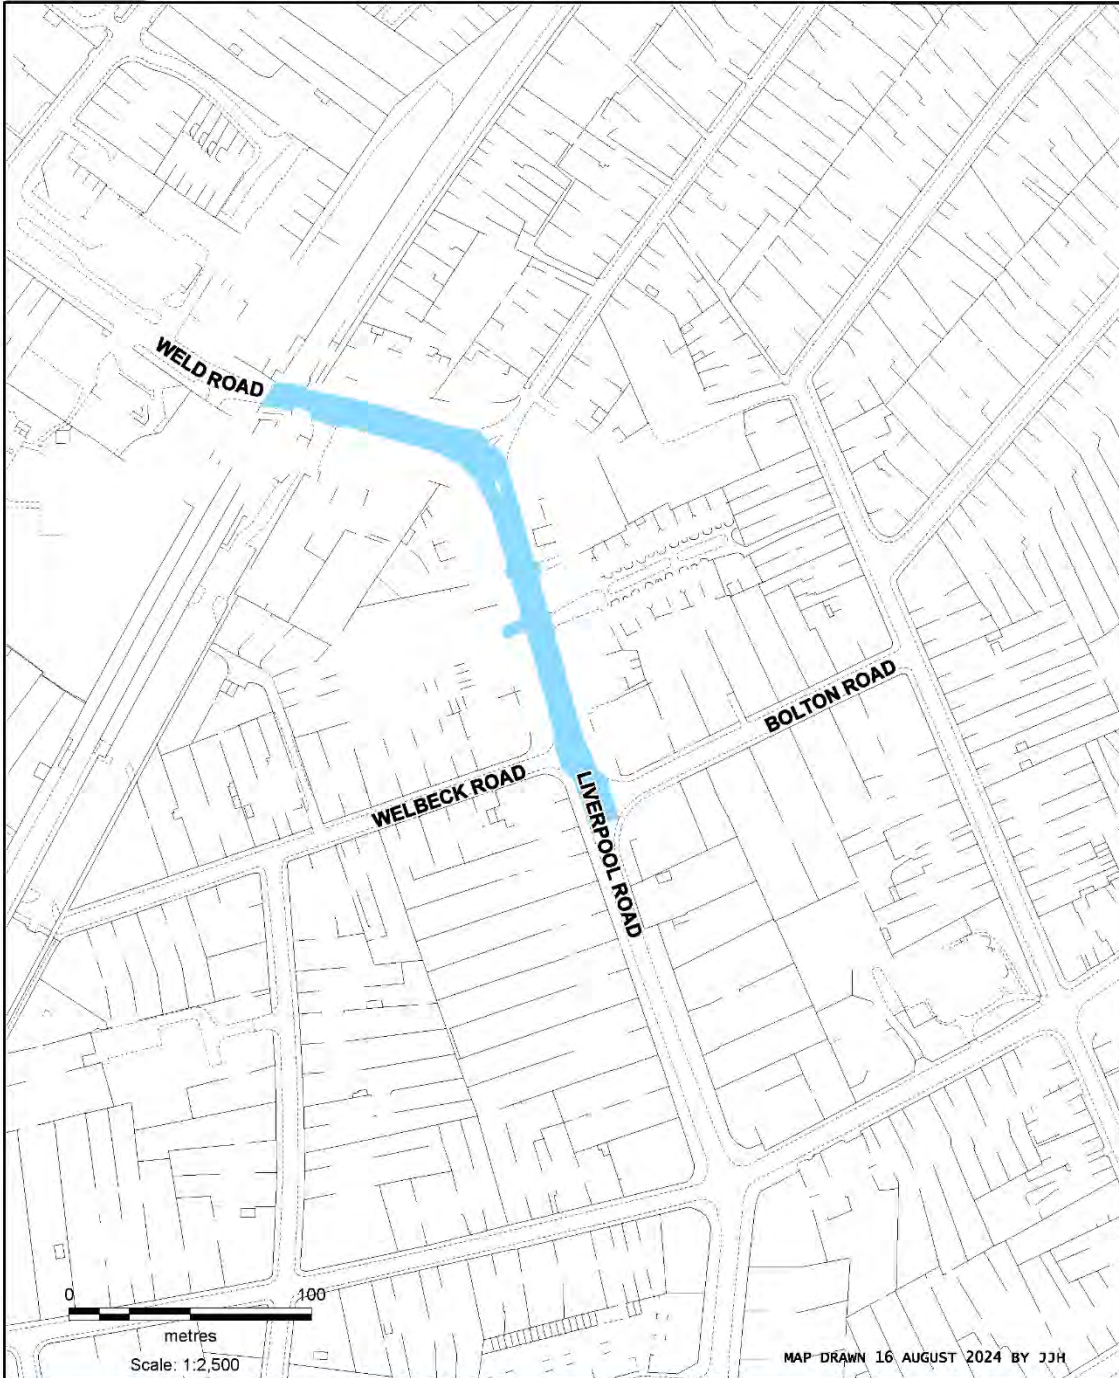 WELD ROAD
BOLTON ROAD
WELBECK ROAD
LIVERPOOL ROAD
0 100
metres
Scale: 1:2,500
MAP DRAWN 16 AUGUST 2024 BY JJH